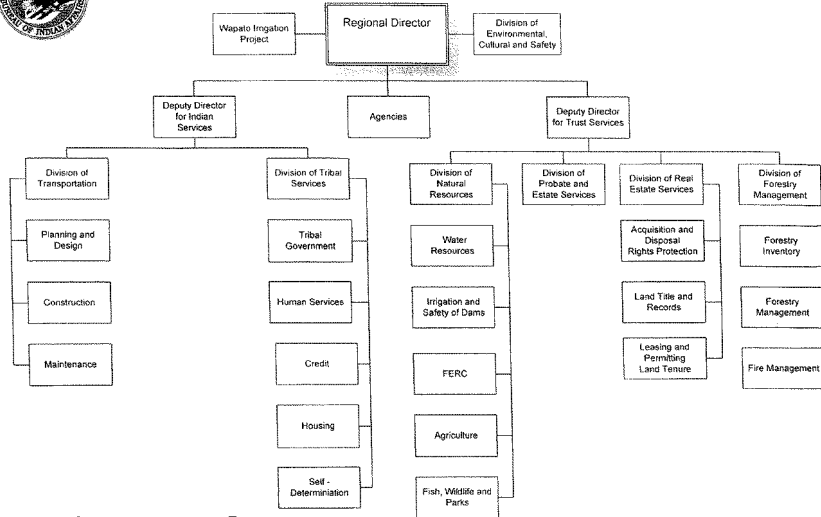 BUREAU OF INDIAN AFFAIRS
Wapato Irrigation
Project
Regional Director
Division of
Environmental,
Cultural and Safety
Deputy Director
for Indian
Services
Agencies
Deputy Director
for Trust Services
Division of
Transportation
Planning and
Design
Construction
Maintenance
Division of Tribal
Services
Tribal
Government
Human Services
Credit
Housing
Self -
Determiniation
Division of
Natural
Resources
Water
Resources
Irrigation and
Safety of Dams
FERC
Agriculture
Fish, Wildlife and
Parks
Division of
Probate and
Estate Services
Division of Real
Estate Services
Acquisition and
Disposal
Rights Protection
Land Title and
Records
Leasing and
Permitting
Land Tenure
Division of
Forestry
Management
Forestry
Inventory
Forestry
Management
Fire Management